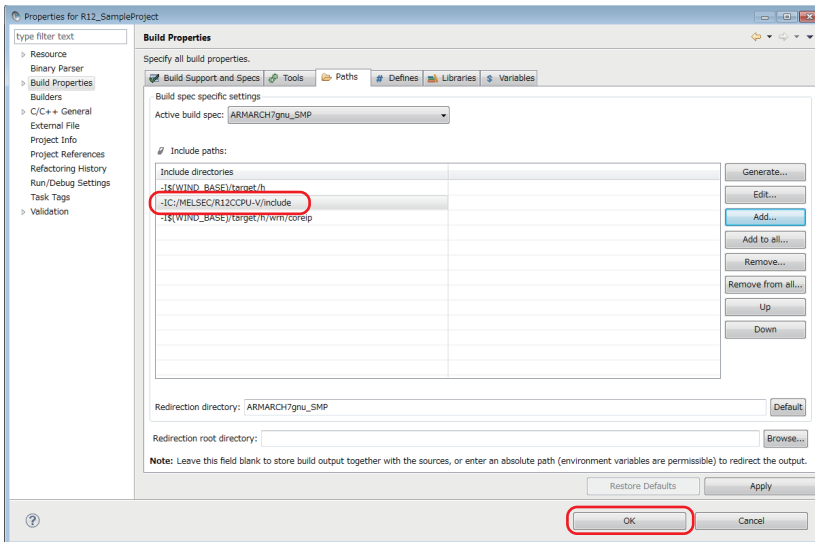 Properties for R12_SampleProject
type filter text
Resource
Binary Parser
Build Properties
Builders
C/C++ General
External File
Project Info
Project References
Refactoring History
Run/Debug Settings
Task Tags
Validation
Build Properties
Specify all build properties.
Build Support and Specs Tools Paths # Defines Libraries $ Variables
Build spec specific settings
Active build spec: ARMARCH7gnu_SMP
Include paths:
Include directories
-I$(WIND_BASE)/target/h
-IC:/MELSEC/R12CCPU-V/include
-I$(WIND_BASE)/target/h/wrn/coreip
Generate...
Edit...
Add...
Add to all...
Remove...
Remove from all...
Up
Down
Redirection directory: ARMARCH7gnu_SMP Default
Redirection root directory: Browse...
Note: Leave this field blank to store build output together with the sources, or enter an absolute path (environment variables are permissible) to redirect the output.
Restore Defaults Apply
? OK Cancel